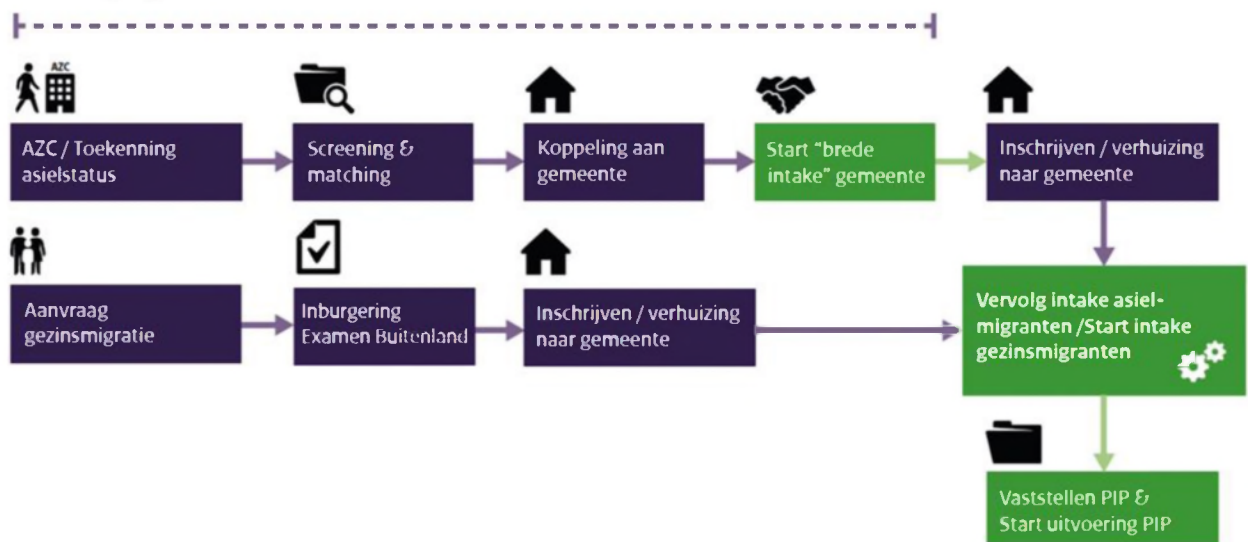 AZC
AZC / Toekenning
asielstatus
Screening &
matching
Koppeling aan
gemeente
Start "brede
intake" gemeente
Inschrijven / verhuizing
naar gemeente
Aanvraag
gezinsmigratie
Inburgering
Examen Buitenland
Inschrijven / verhuizing
naar gemeente
Vervolg intake asiel-
migranten /Start intake
gezinsmigranten
Vaststellen PIP &
Start uitvoering PIP